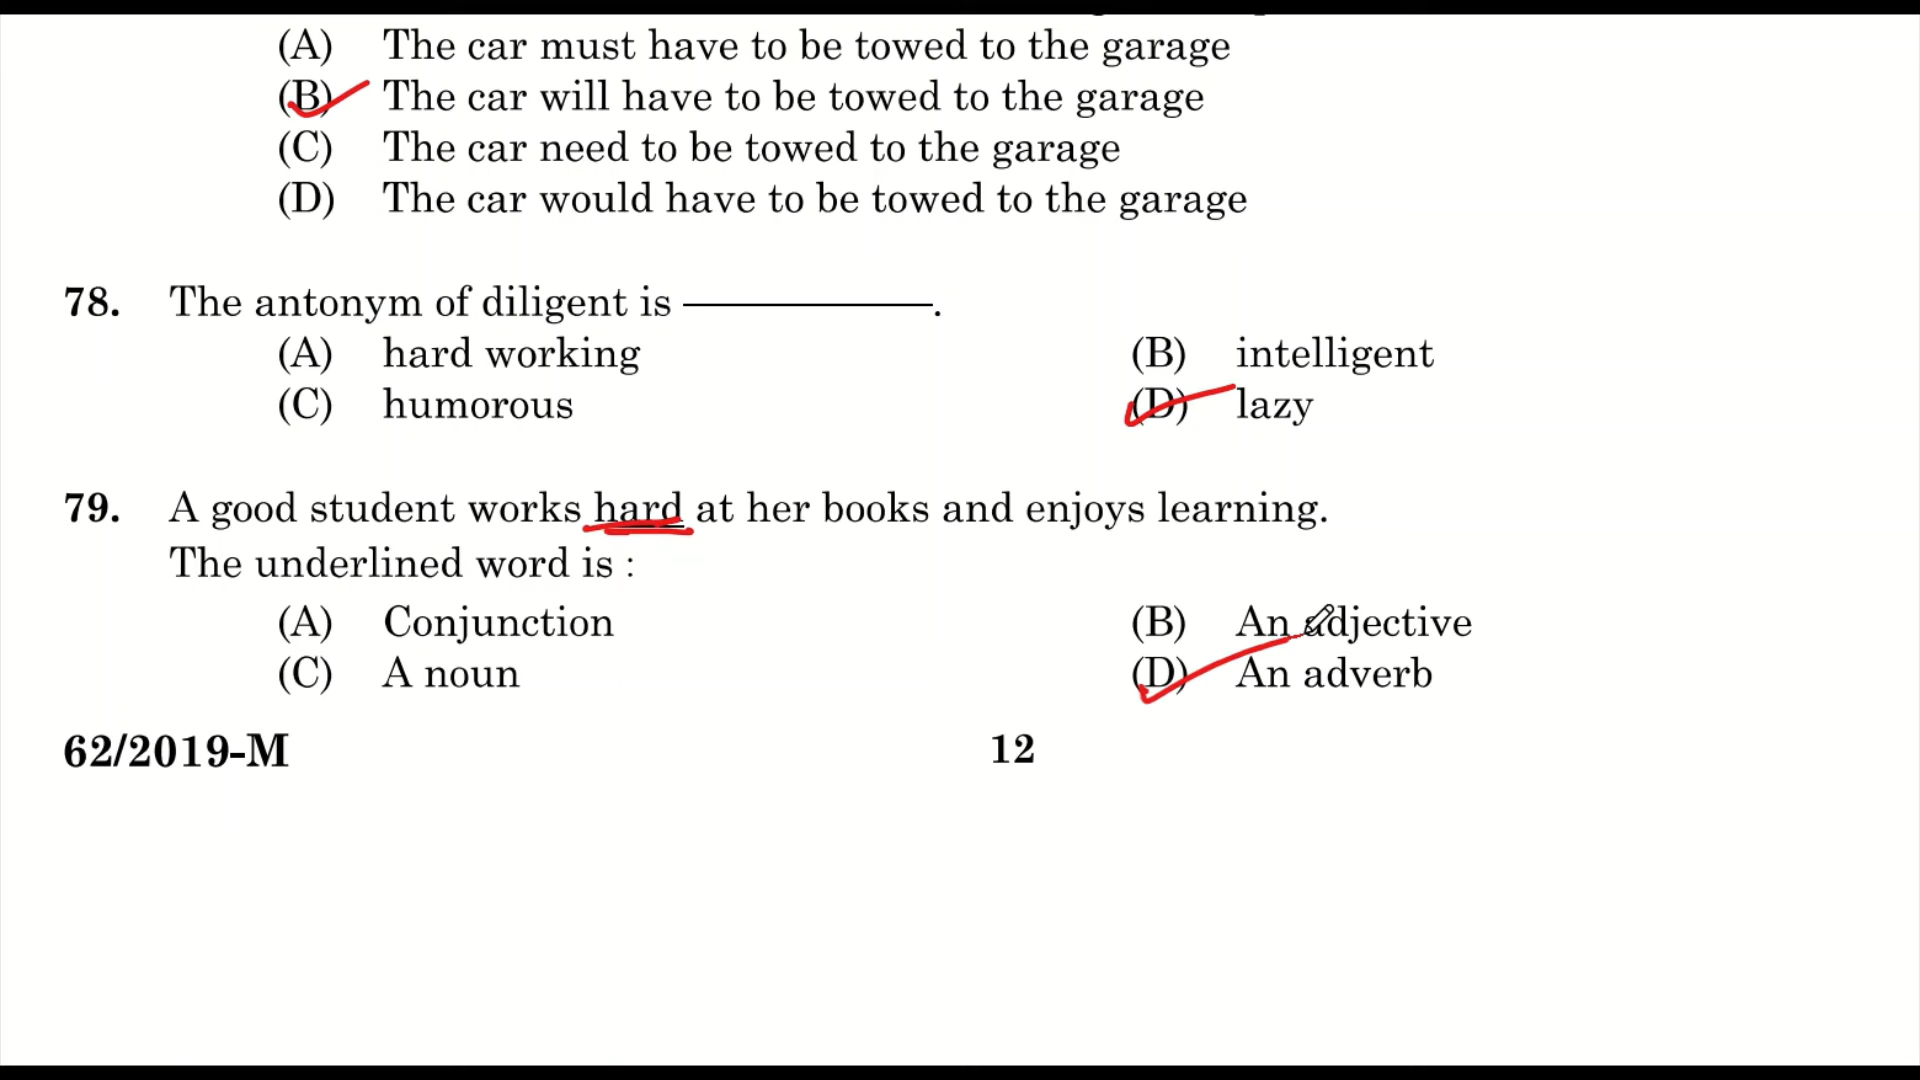 (A) The car must have to be towed to the garage
(B) The car will have to be towed to the garage
(C) The car need to be towed to the garage
(D) The car would have to be towed to the garage
78. The antonym of diligent is ————.
(A) hard working (B) intelligent
(C) humorous (D) lazy
79. A good student works hard at her books and enjoys learning.
The underlined word is :
(A) Conjunction (B) An adjective
(C) A noun (D) An adverb
62/2019-M 12